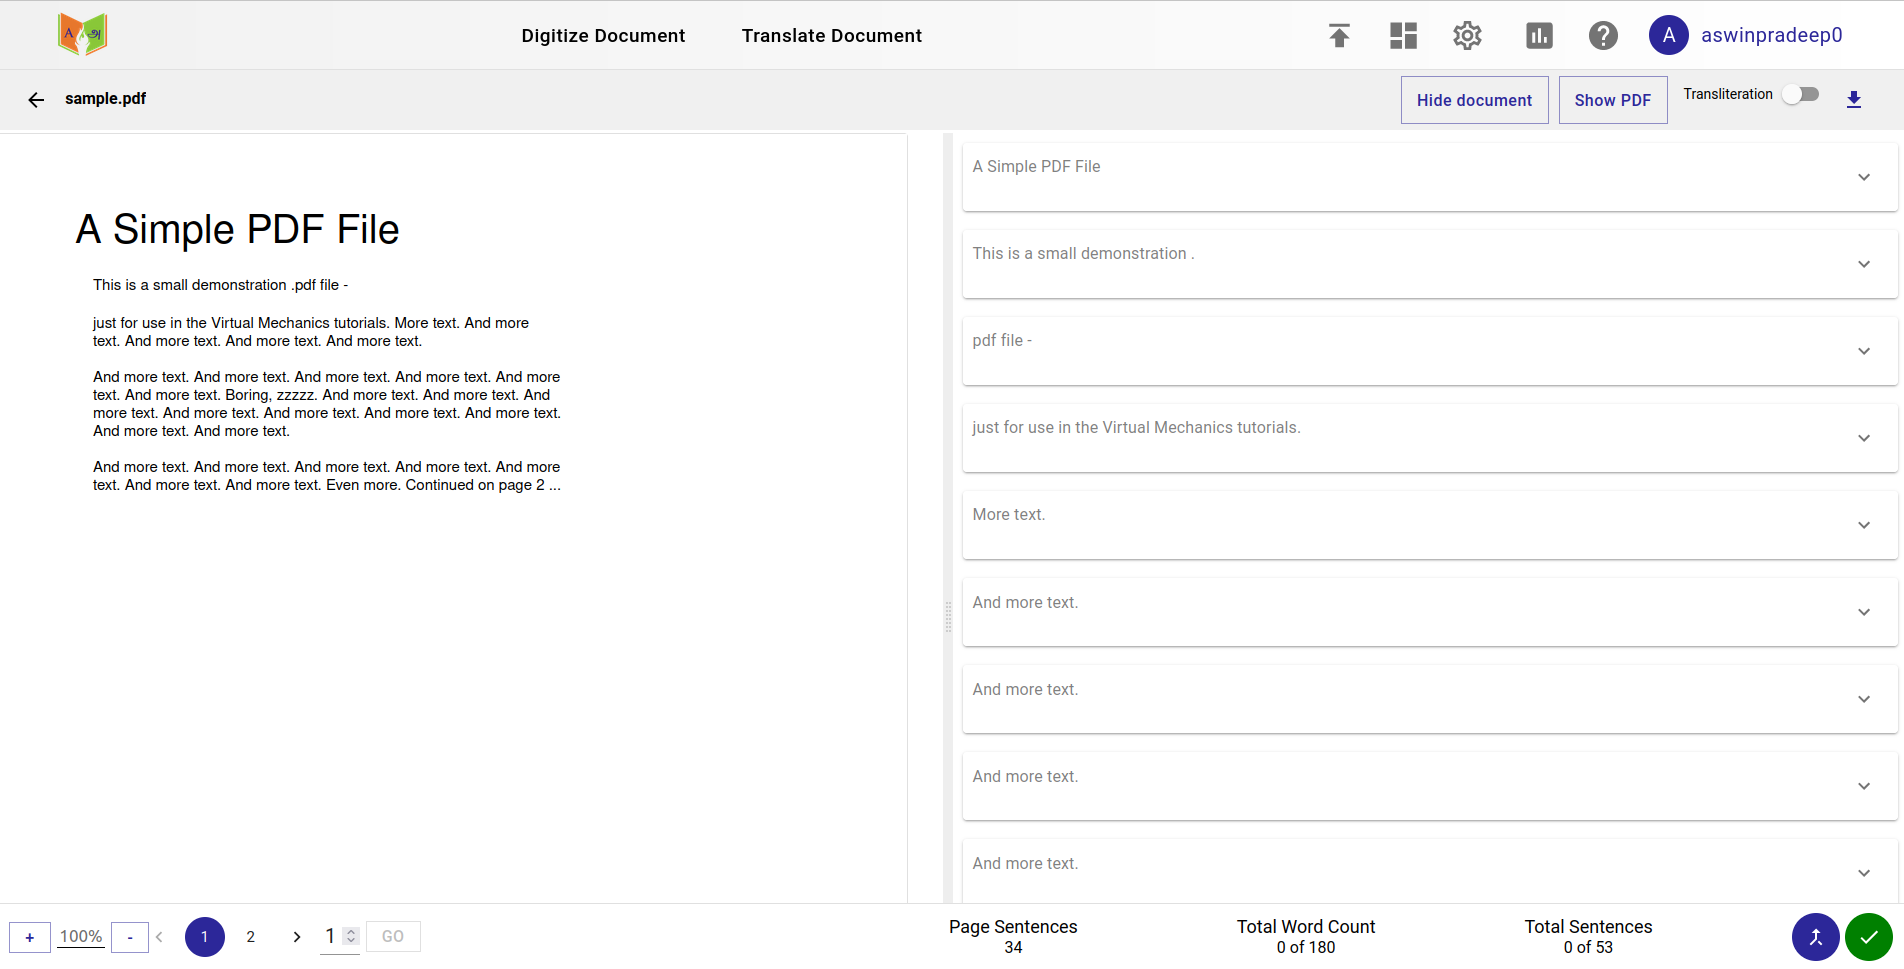 A அ
Digitize Document
Translate Document
A
aswinpradeep0
sample.pdf
Hide document
Show PDF
Transliteration
A Simple PDF File
This is a small demonstration .pdf file -
just for use in the Virtual Mechanics tutorials. More text. And more
text. And more text. And more text. And more text.
And more text. And more text. And more text. And more text. And more
text. And more text. Boring, zzzzz. And more text. And more text. And
more text. And more text. And more text. And more text. And more text.
And more text. And more text.
And more text. And more text. And more text. And more text. And more
text. And more text. And more text. Even more. Continued on page 2 ...
A Simple PDF File
This is a small demonstration .
pdf file -
just for use in the Virtual Mechanics tutorials.
More text.
And more text.
And more text.
And more text.
And more text.
+ 100% - < 1 2 > 1 GO
Page Sentences
34
Total Word Count
0 of 180
Total Sentences
0 of 53